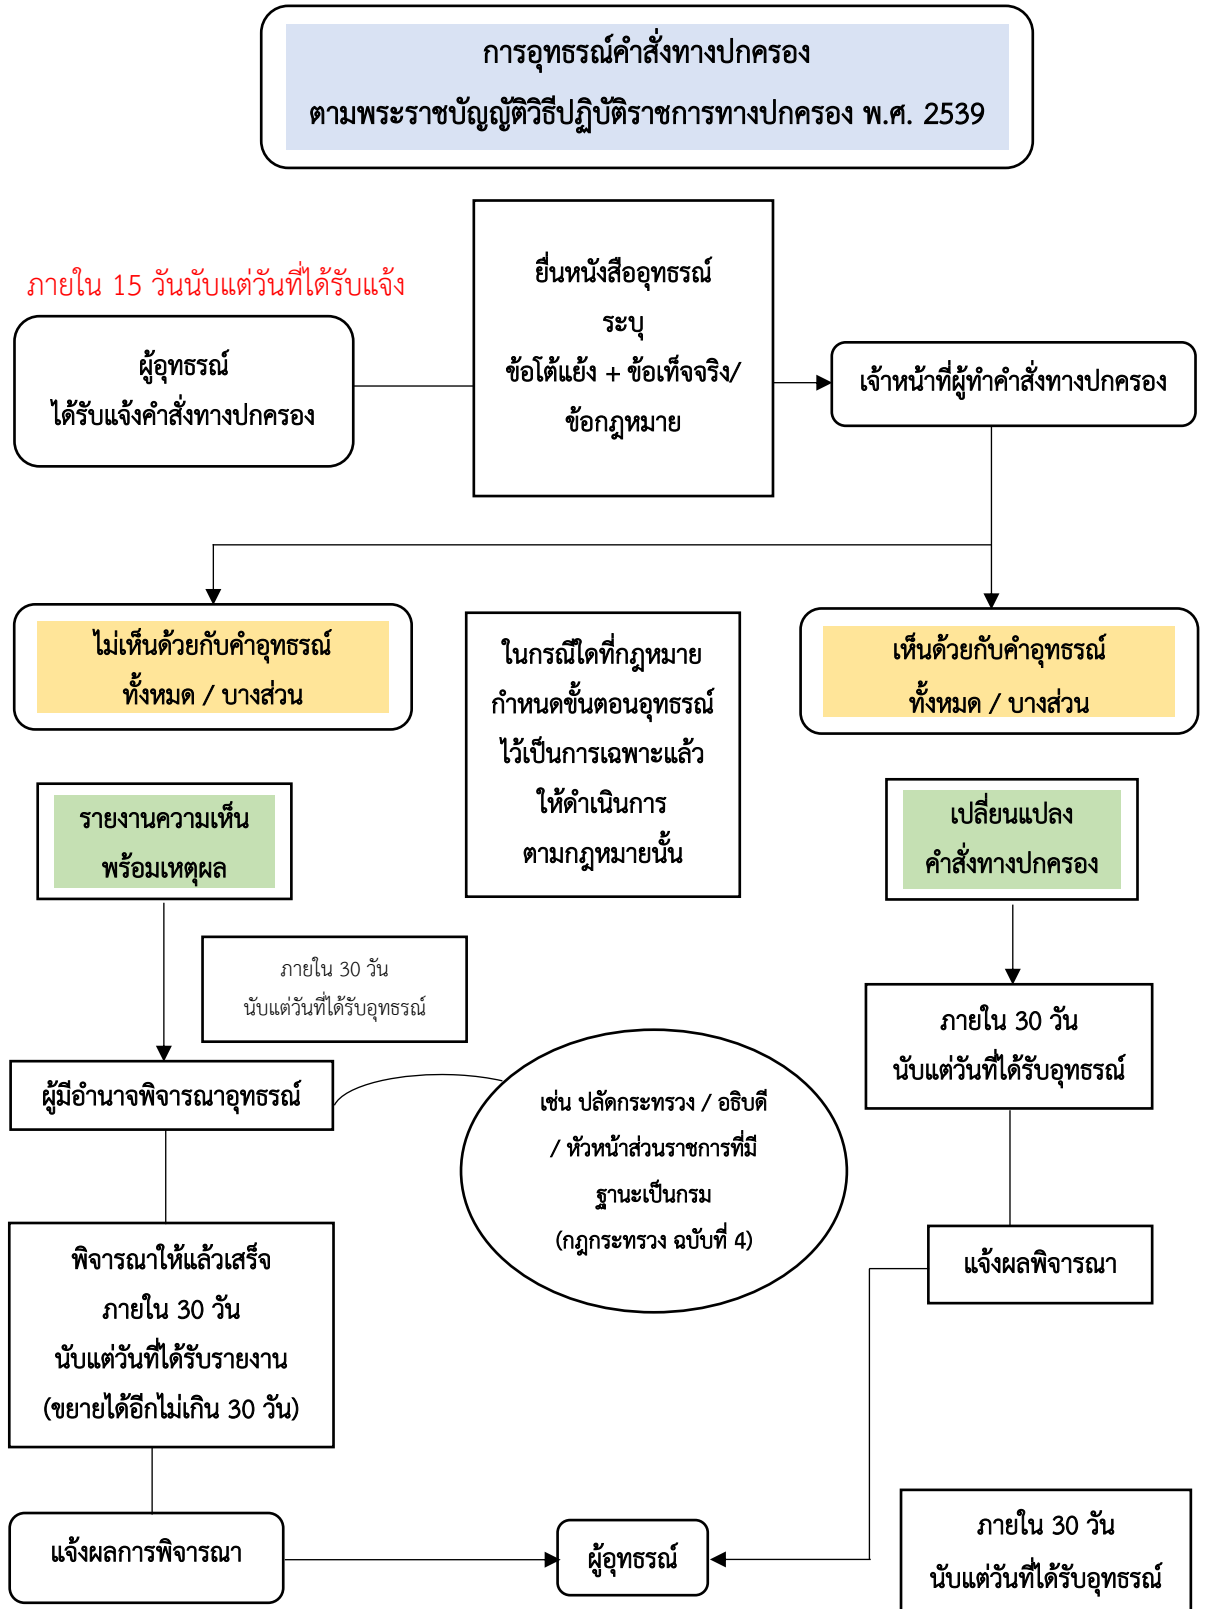 การอุทธรณ์คำสั่งทางปกครอง
ตามพระราชบัญญัติวิธีปฏิบัติราชการทางปกครอง พ.ศ. 2539
ภายใน 15 วันนับแต่วันที่ได้รับแจ้ง
ผู้อุทธรณ์
ได้รับแจ้งคำสั่งทางปกครอง
ยื่นหนังสืออุทธรณ์
ระบุ
ข้อโต้แย้ง + ข้อเท็จจริง/
ข้อกฎหมาย
เจ้าหน้าที่ผู้ทำคำสั่งทางปกครอง
ไม่เห็นด้วยกับคำอุทธรณ์
ทั้งหมด / บางส่วน
ในกรณีใดที่กฎหมาย
กำหนดขั้นตอนอุทธรณ์
ไว้เป็นการเฉพาะแล้ว
ให้ดำเนินการ
ตามกฎหมายนั้น
เห็นด้วยกับคำอุทธรณ์
ทั้งหมด / บางส่วน
รายงานความเห็น
พร้อมเหตุผล
เปลี่ยนแปลง
คำสั่งทางปกครอง
ภายใน 30 วัน
นับแต่วันที่ได้รับอุทธรณ์
ภายใน 30 วัน
นับแต่วันที่ได้รับอุทธรณ์
ผู้มีอำนาจพิจารณาอุทธรณ์
เช่น ปลัดกระทรวง / อธิบดี
/ หัวหน้าส่วนราชการที่มี
ฐานะเป็นกรม
(กฎกระทรวง ฉบับที่ 4)
พิจารณาให้แล้วเสร็จ
ภายใน 30 วัน
นับแต่วันที่ได้รับรายงาน
(ขยายได้อีกไม่เกิน 30 วัน)
แจ้งผลพิจารณา
แจ้งผลการพิจารณา
ผู้อุทธรณ์
ภายใน 30 วัน
นับแต่วันที่ได้รับอุทธรณ์